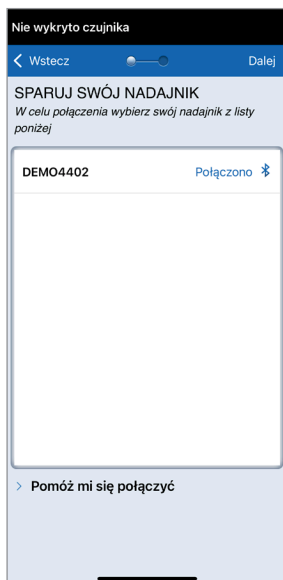 Nie wykryto czujnika
Wstecz Dalej
SPARUJ SWÓJ NADAJNIK
W celu połączenia wybierz swój nadajnik z listy
poniżej
DEMO4402 Połączono
Pomóż mi się połączyć